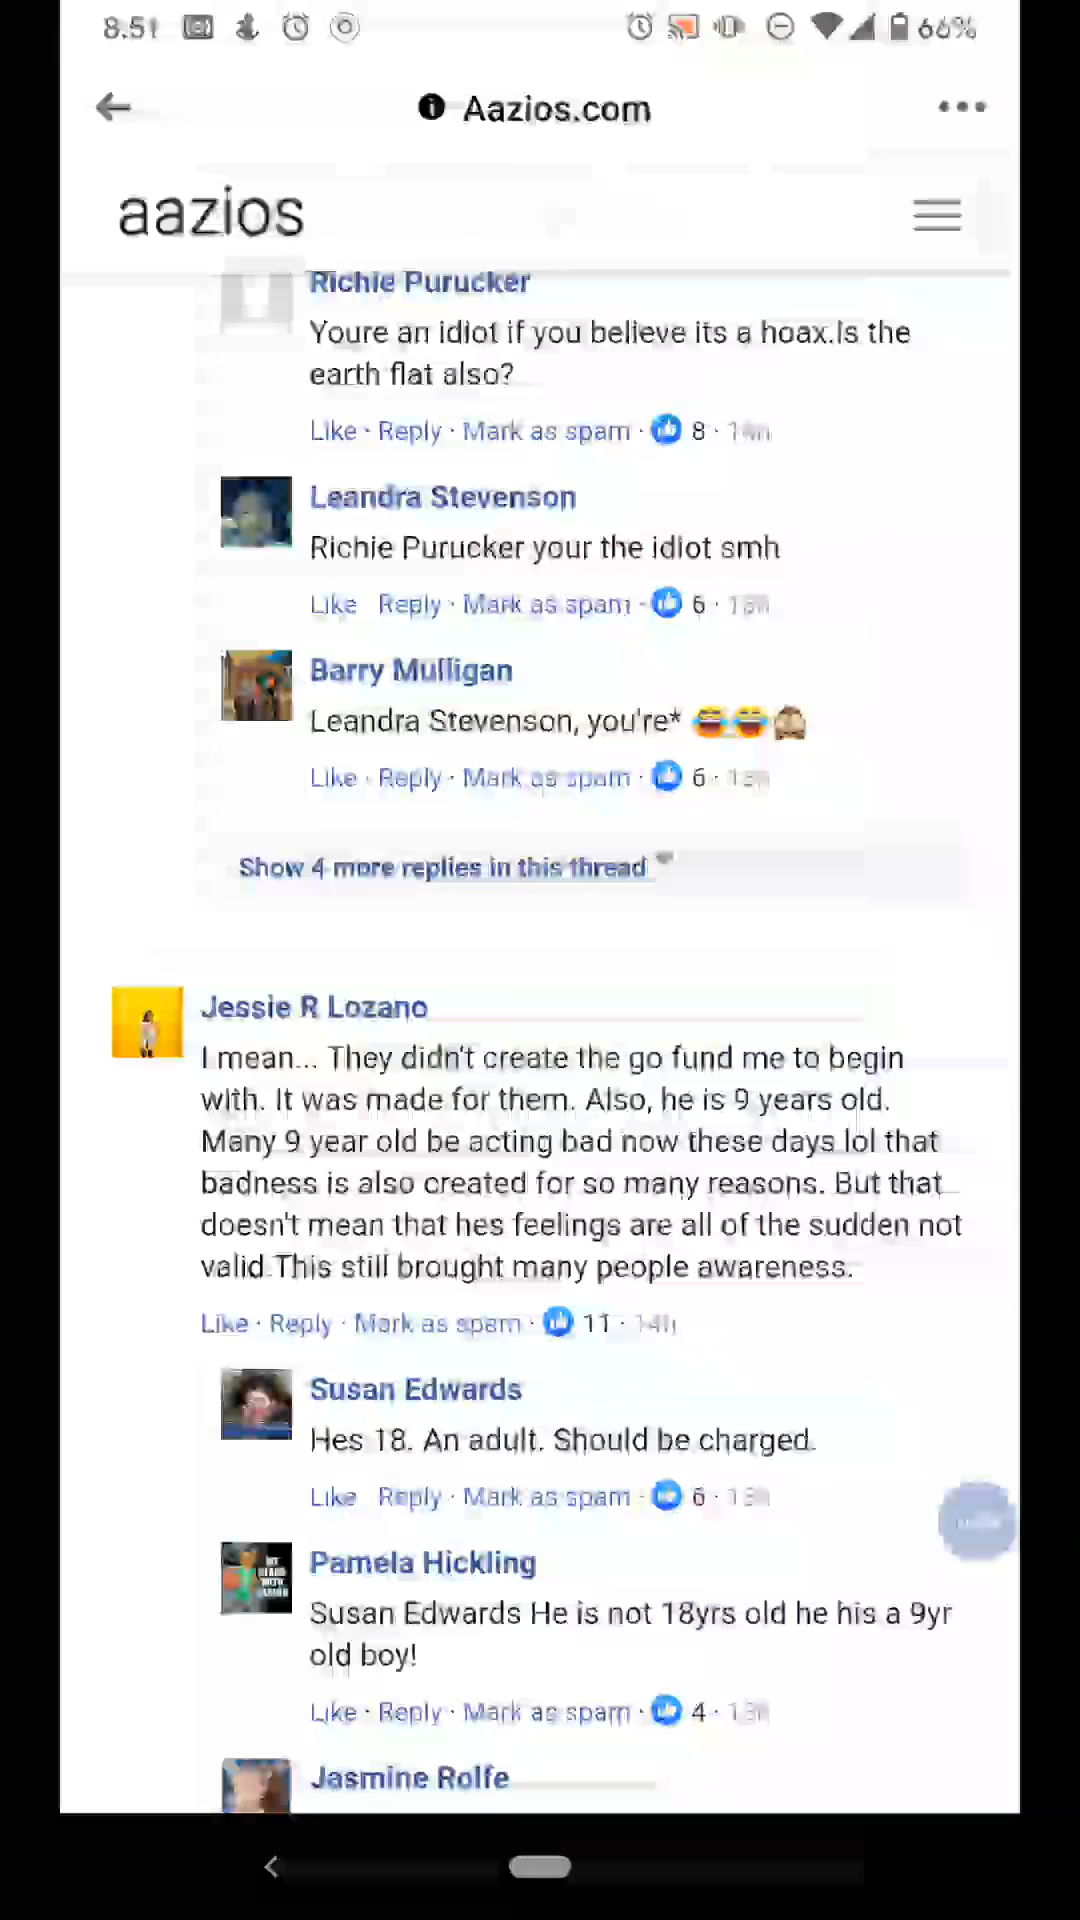 8:51
66%
Aazios.com
aazios
Richie Purucker
Youre an idiot if you believe its a hoax.Is the
earth flat also?
Like · Reply · Mark as spam · 8 ·
Leandra Stevenson
Richie Purucker your the idiot smh
Like Reply · Mark as spam · 6 ·
Barry Mulligan
Leandra Stevenson, you're* 😂😂🙈
Like · Reply · Mark as spam · 6 ·
Show 4 more replies in this thread
Jessie R Lozano
I mean... They didn't create the go fund me to begin
with. It was made for them. Also, he is 9 years old.
Many 9 year old be acting bad now these days lol that
badness is also created for so many reasons. But that
doesn't mean that hes feelings are all of the sudden not
valid.This still brought many people awareness.
Like · Reply · Mark as spam · 11 · 14h
Susan Edwards
Hes 18. An adult. Should be charged.
Like Reply · Mark as spam · 6 ·
Pamela Hickling
Susan Edwards He is not 18yrs old he his a 9yr
old boy!
Like · Reply · Mark as spam · 4 ·
Jasmine Rolfe